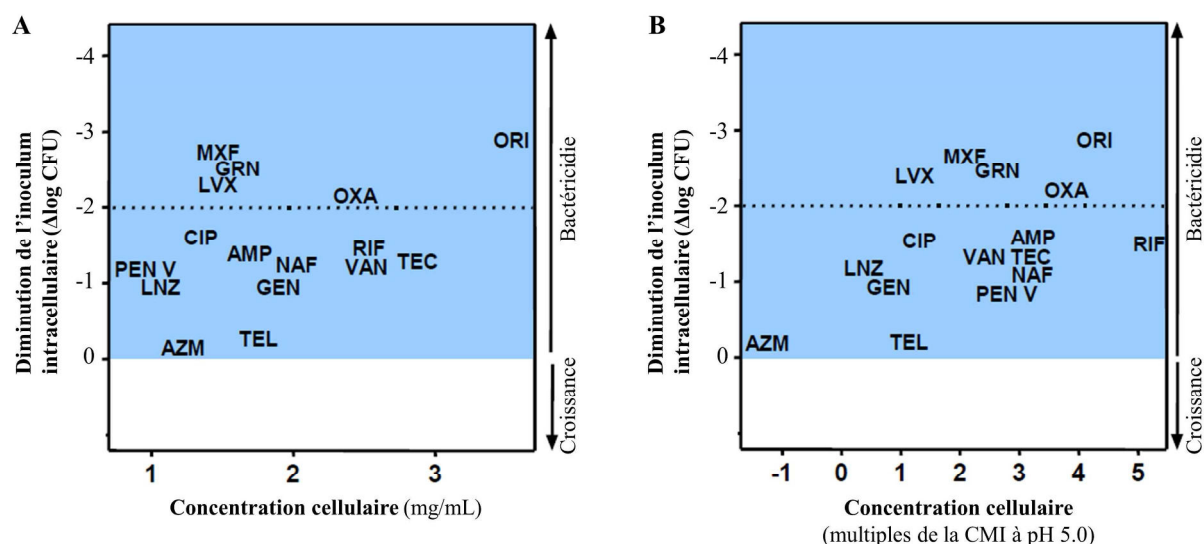 A
Diminution de l'inoculum
intracellulaire (Δlog CFU)
-4
-3
-2
-1
0
ORI
MXF
GRN
LVX
OXA
CIP
AMP
RIF
PEN V
NAF
VAN
TEC
LNZ
GEN
TEL
AZM
1
2
3
Concentration cellulaire (mg/mL)
Bactéricidie
Croissance
B
Diminution de l'inoculum
intracellulaire (Δlog CFU)
-4
-3
-2
-1
0
ORI
MXF
LVX
GRN
OXA
CIP
AMP
RIF
VAN
TEC
LNZ
NAF
GEN
PEN V
AZM
TEL
-1
0
1
2
3
4
5
Concentration cellulaire
(multiples de la CMI à pH 5.0)
Bactéricidie
Croissance